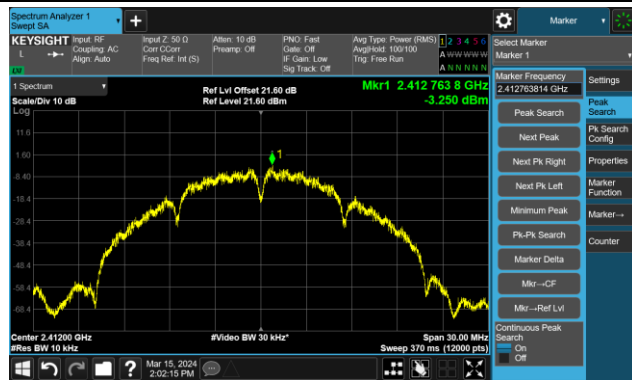 Spectrum Analyzer 1
Swept SA
Marker
KEYSIGHT
L
LV
Input: RF
Coupling: AC
Align: Auto
Input Z: 50 Ω
Corr CCorr
Freq Ref: Int (S)
Atten: 10 dB
Preamp: Off
PNO: Fast
Gate: Off
IF Gain: Low
Sig Track: Off
Avg Type: Power (RMS)
Avg|Hold: 100/100
Trig: Free Run
1 2 3 4 5 6
A W W W W W
A N N N N N
Select Marker
Marker 1
1 Spectrum
Scale/Div 10 dB
Log
Ref Lvl Offset 21.60 dB
Ref Level 21.60 dBm
Mkr1 2.412 763 8 GHz
-3.250 dBm
11.6
1.60
-8.40
-18.4
-28.4
-38.4
-48.4
-58.4
-68.4
1
Center 2.41200 GHz
#Res BW 10 kHz
#Video BW 30 kHz*
Span 30.00 MHz
Sweep 370 ms (12000 pts)
Marker Frequency
2.412763814 GHz
Peak Search
Next Peak
Next Pk Right
Next Pk Left
Minimum Peak
Pk-Pk Search
Marker Delta
Mkr→CF
Mkr→Ref Lvl
Continuous Peak
Search
On
Off
Settings
Peak
Search
Pk Search
Config
Properties
Marker
Function
Marker→
Counter
?
Mar 15, 2024
2:02:15 PM